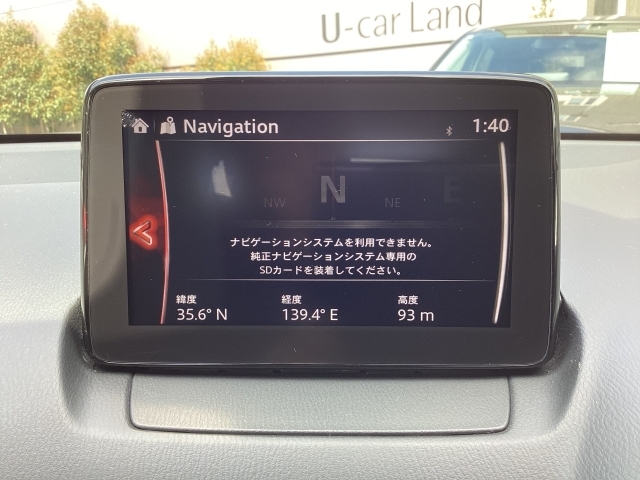 U-car Land
Navigation
1:40
NW N NE E
ナビゲーションシステムを利用できません。
純正ナビゲーションシステム専用の
SDカードを装着してください。
緯度 経度 高度
35.6° N 139.4° E 93 m